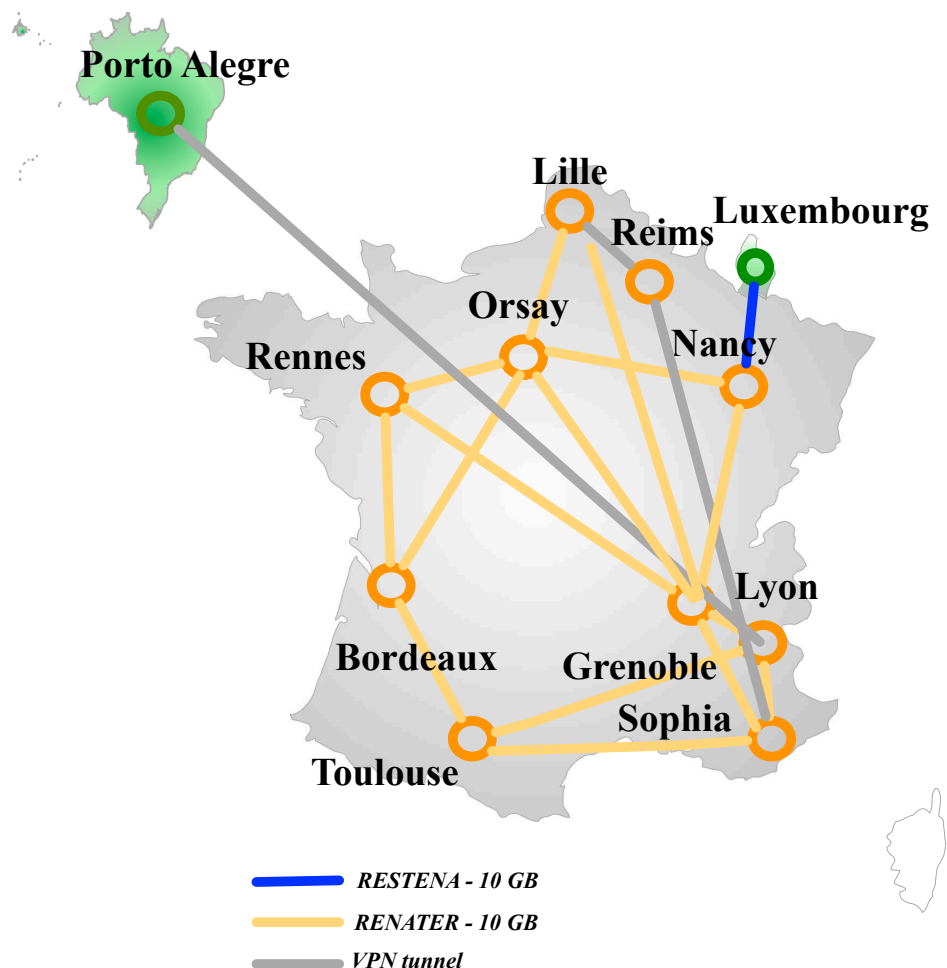 Porto Alegre
Lille
Luxembourg
Reims
Orsay
Nancy
Rennes
Lyon
Bordeaux
Grenoble
Sophia
Toulouse
RESTENA - 10 GB
RENATER - 10 GB
VPN tunnel